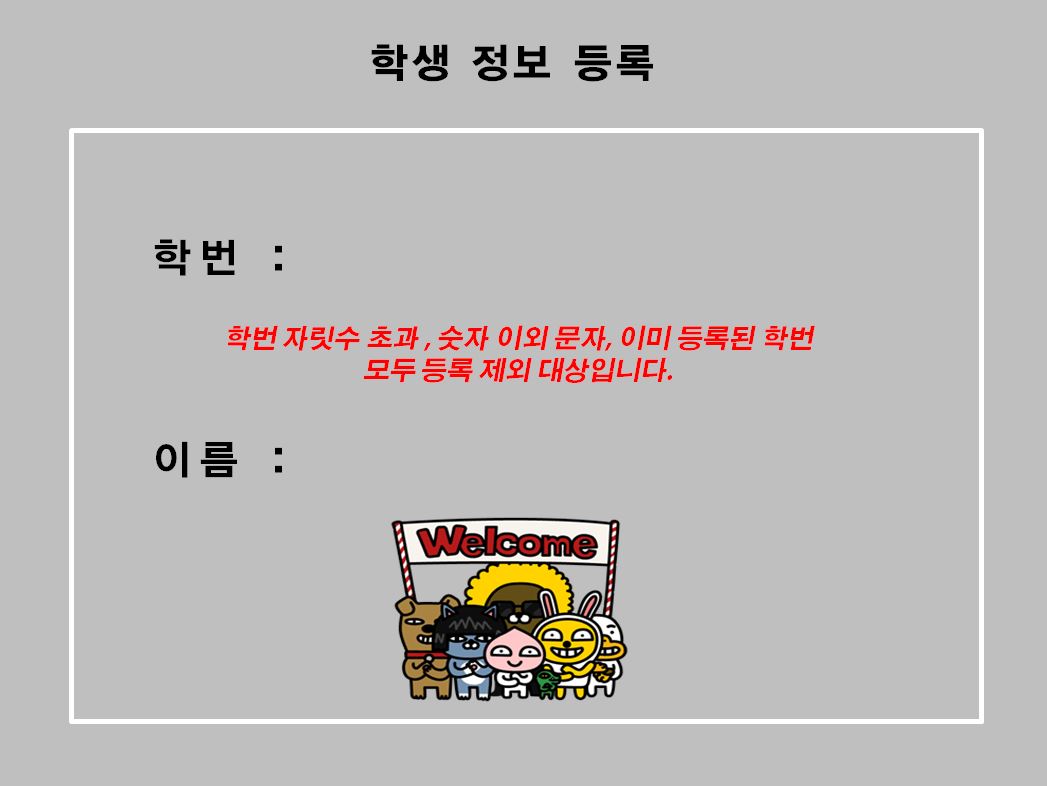 학생 정보 등록
학번 :
학번 자릿수 초과 , 숫자 이외 문자, 이미 등록된 학번
모두 등록 제외 대상입니다.
이름 :
Welcome